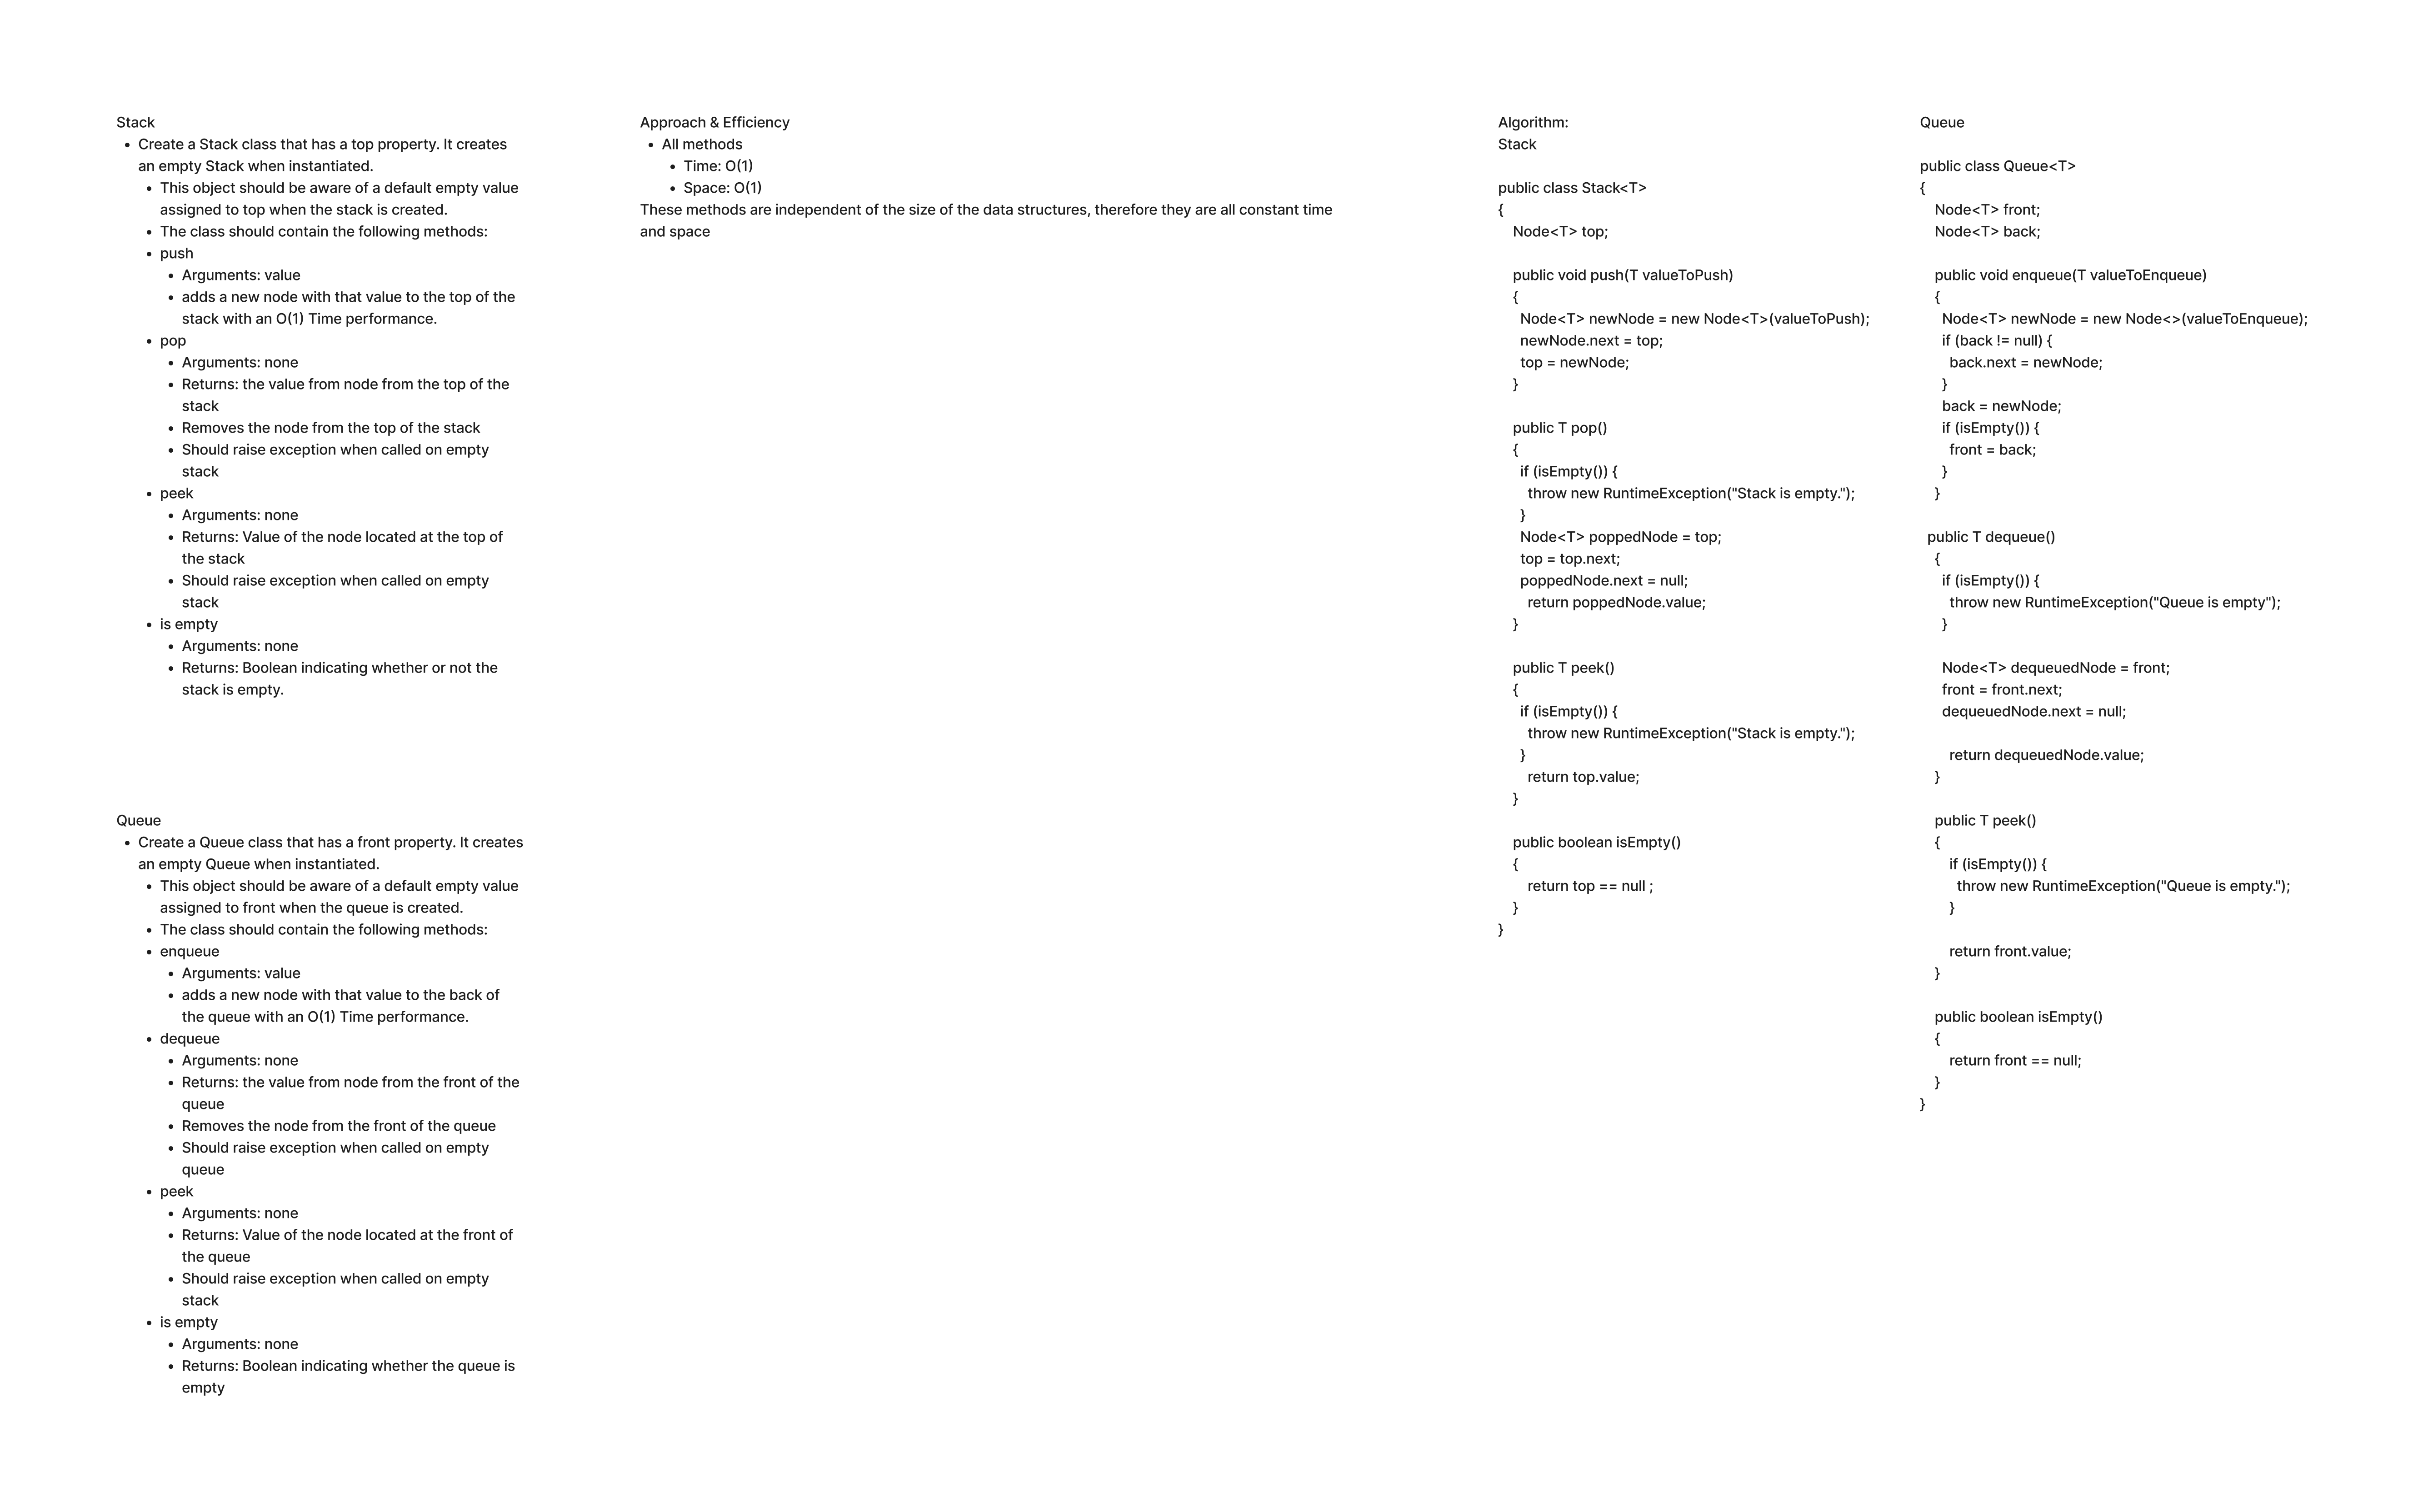 Stack
• Create a Stack class that has a top property. It creates
an empty Stack when instantiated.
• This object should be aware of a default empty value
assigned to top when the stack is created.
• The class should contain the following methods:
• push
• Arguments: value
• adds a new node with that value to the top of the
stack with an O(1) Time performance.
• pop
• Arguments: none
• Returns: the value from node from the top of the
stack
• Removes the node from the top of the stack
• Should raise exception when called on empty
stack
• peek
• Arguments: none
• Returns: Value of the node located at the top of
the stack
• Should raise exception when called on empty
stack
• is empty
• Arguments: none
• Returns: Boolean indicating whether or not the
stack is empty.
Queue
• Create a Queue class that has a front property. It creates
an empty Queue when instantiated.
• This object should be aware of a default empty value
assigned to front when the queue is created.
• The class should contain the following methods:
• enqueue
• Arguments: value
• adds a new node with that value to the back of
the queue with an O(1) Time performance.
• dequeue
• Arguments: none
• Returns: the value from node from the front of the
queue
• Removes the node from the front of the queue
• Should raise exception when called on empty
queue
• peek
• Arguments: none
• Returns: Value of the node located at the front of
the queue
• Should raise exception when called on empty
stack
• is empty
• Arguments: none
• Returns: Boolean indicating whether the queue is
empty
Approach & Efficiency
• All methods
• Time: O(1)
• Space: O(1)
These methods are independent of the size of the data structures, therefore they are all constant time
and space
Algorithm:
Stack
public class Stack<T>
{
Node<T> top;
public void push(T valueToPush)
{
Node<T> newNode = new Node<T>(valueToPush);
newNode.next = top;
top = newNode;
}
public T pop()
{
if (isEmpty()) {
throw new RuntimeException("Stack is empty.");
}
Node<T> poppedNode = top;
top = top.next;
poppedNode.next = null;
return poppedNode.value;
}
public T peek()
{
if (isEmpty()) {
throw new RuntimeException("Stack is empty.");
}
return top.value;
}
public boolean isEmpty()
{
return top == null ;
}
}
Queue
public class Queue<T>
{
Node<T> front;
Node<T> back;
public void enqueue(T valueToEnqueue)
{
Node<T> newNode = new Node<>(valueToEnqueue);
if (back != null) {
back.next = newNode;
}
back = newNode;
if (isEmpty()) {
front = back;
}
}
public T dequeue()
{
if (isEmpty()) {
throw new RuntimeException("Queue is empty");
}
Node<T> dequeuedNode = front;
front = front.next;
dequeuedNode.next = null;
return dequeuedNode.value;
}
public T peek()
{
if (isEmpty()) {
throw new RuntimeException("Queue is empty.");
}
return front.value;
}
public boolean isEmpty()
{
return front == null;
}
}